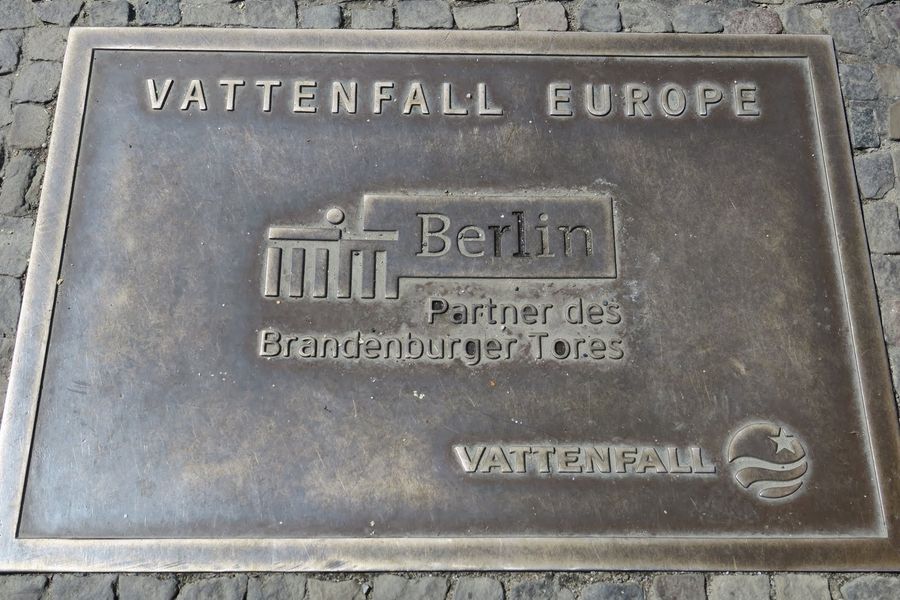 VATTENFALL EUROPE
Berlin
Partner des
Brandenburger Tores
VATTENFALL